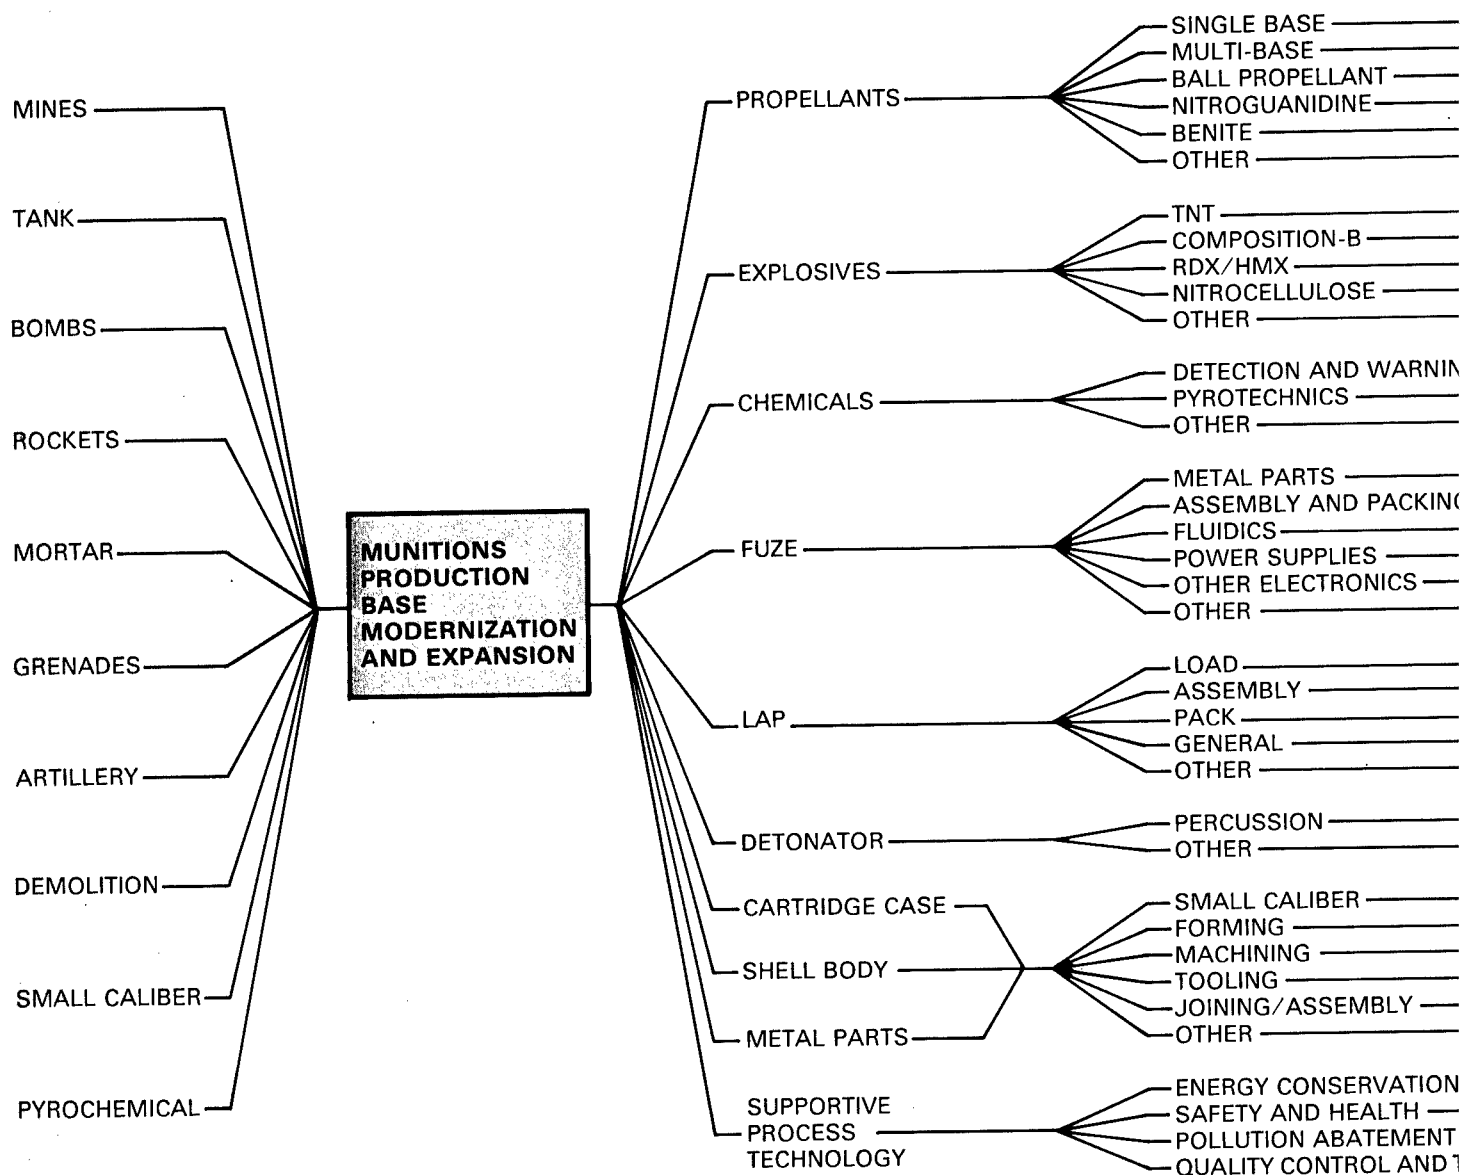 MINES
TANK
BOMBS
ROCKETS
MORTAR
GRENADES
ARTILLERY
DEMOLITION
SMALL CALIBER
PYROCHEMICAL
MUNITIONS
PRODUCTION
BASE
MODERNIZATION
AND EXPANSION
PROPELLANTS
SINGLE BASE
MULTI-BASE
BALL PROPELLANT
NITROGUANIDINE
BENITE
OTHER
EXPLOSIVES
TNT
COMPOSITION-B
RDX/HMX
NITROCELLULOSE
OTHER
CHEMICALS
DETECTION AND WARNIN
PYROTECHNICS
OTHER
FUZE
METAL PARTS
ASSEMBLY AND PACKING
FLUIDICS
POWER SUPPLIES
OTHER ELECTRONICS
OTHER
LAP
LOAD
ASSEMBLY
PACK
GENERAL
OTHER
DETONATOR
PERCUSSION
OTHER
CARTRIDGE CASE
SHELL BODY
METAL PARTS
SMALL CALIBER
FORMING
MACHINING
TOOLING
JOINING/ASSEMBLY
OTHER
SUPPORTIVE
PROCESS
TECHNOLOGY
ENERGY CONSERVATION
SAFETY AND HEALTH
POLLUTION ABATEMENT
QUALITY CONTROL AND T